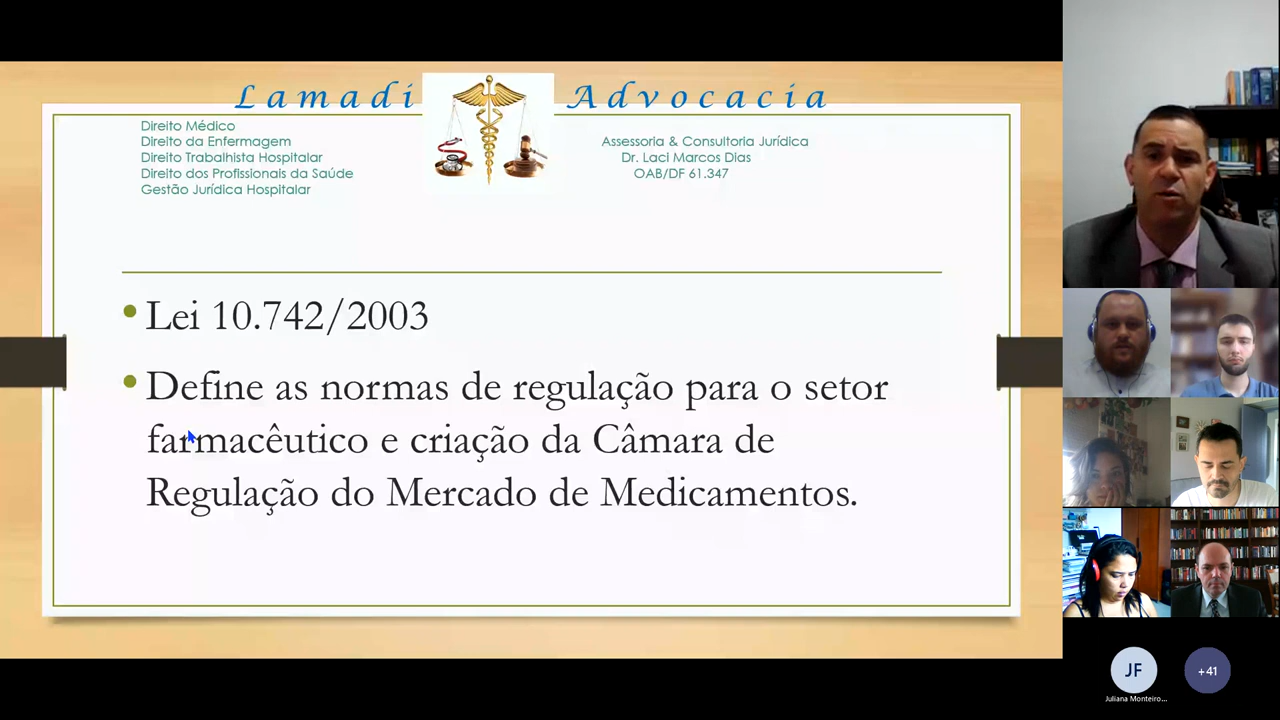 Lamadi Advocacia
Direito Médico
Direito da Enfermagem
Direito Trabalhista Hospitalar
Direito dos Profissionais da Saúde
Gestão Jurídica Hospitalar
Assessoria & Consultoria Jurídica
Dr. Laci Marcos Dias
OAB/DF 61.347
• Lei 10.742/2003
• Define as normas de regulação para o setor
farmacêutico e criação da Câmara de
Regulação do Mercado de Medicamentos.
JF
Juliana Monteiro...
+41